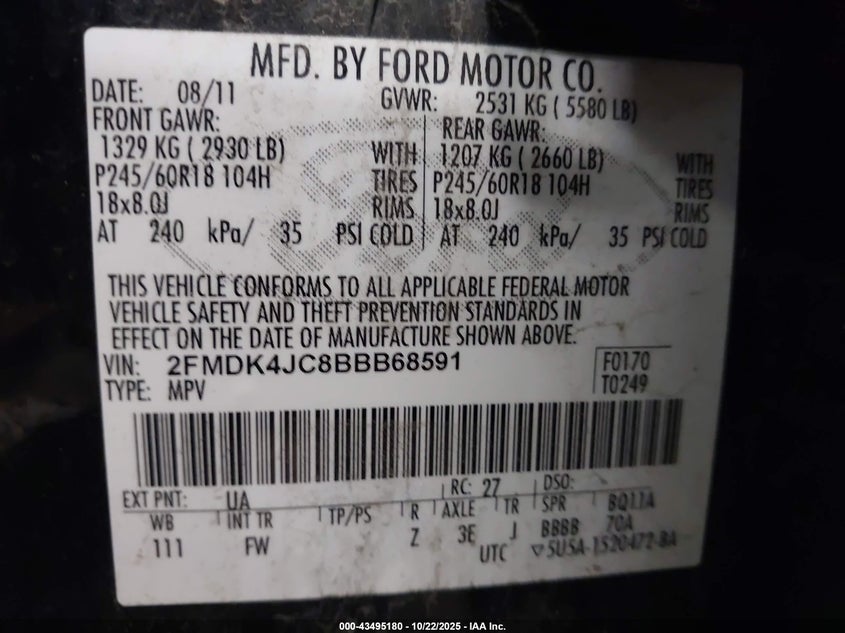 MFD. BY FORD MOTOR CO.
DATE: 08/11 GVWR: 2531 KG ( 5580 LB)
FRONT GAWR: REAR GAWR:
1329 KG ( 2930 LB) WITH 1207 KG ( 2660 LB) WITH
P245/60R18 104H TIRES P245/60R18 104H TIRES
18x8.0J RIMS 18x8.0J RIMS
AT 240 kPa/ 35 PSI COLD AT 240 kPa/ 35 PSI COLD
THIS VEHICLE CONFORMS TO ALL APPLICABLE FEDERAL MOTOR
VEHICLE SAFETY AND THEFT PREVENTION STANDARDS IN
EFFECT ON THE DATE OF MANUFACTURE SHOWN ABOVE.
VIN: 2FMDK4JC8BBB68591 F0170
TYPE: MPV T0249
EXT PNT: UA RC: 27 DSO:
WB INT TR TP/PS R AXLE TR SPR BQ11A
111 FW Z 3E J BBBB 70A
UTC ▽5U5A-1520472-BA
000-43495180 - 10/22/2025 - IAA Inc.